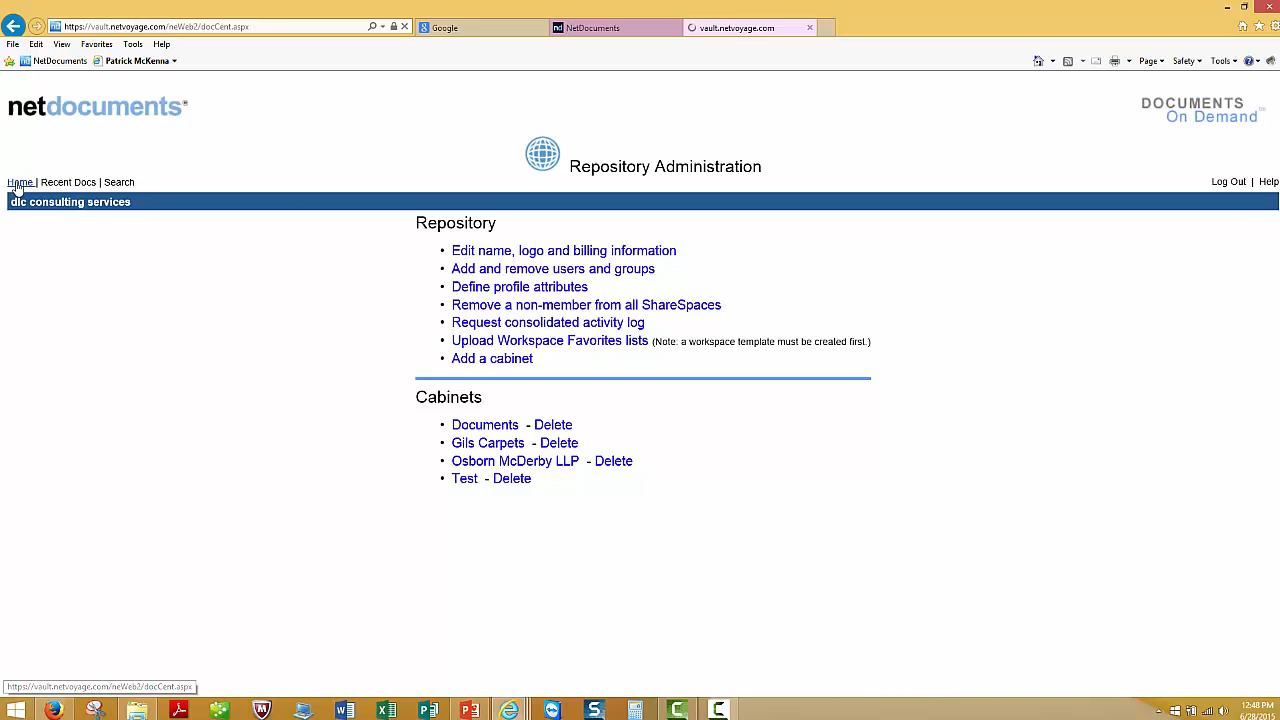 https://vault.netvoyage.com/neWeb2/docCent.aspx
Google
NetDocuments
vault.netvoyage.com
File Edit View Favorites Tools Help
NetDocuments Patrick McKenna
Page Safety Tools
netdocuments
DOCUMENTS
On Demand
Repository Administration
Home | Recent Docs | Search
Log Out | Help
dlc consulting services
Repository
• Edit name, logo and billing information
• Add and remove users and groups
• Define profile attributes
• Remove a non-member from all ShareSpaces
• Request consolidated activity log
• Upload Workspace Favorites lists (Note: a workspace template must be created first.)
• Add a cabinet
Cabinets
• Documents - Delete
• Gils Carpets - Delete
• Osborn McDerby LLP - Delete
• Test - Delete
https://vault.netvoyage.com/neWeb2/docCent.aspx
12:48 PM
6/28/2015